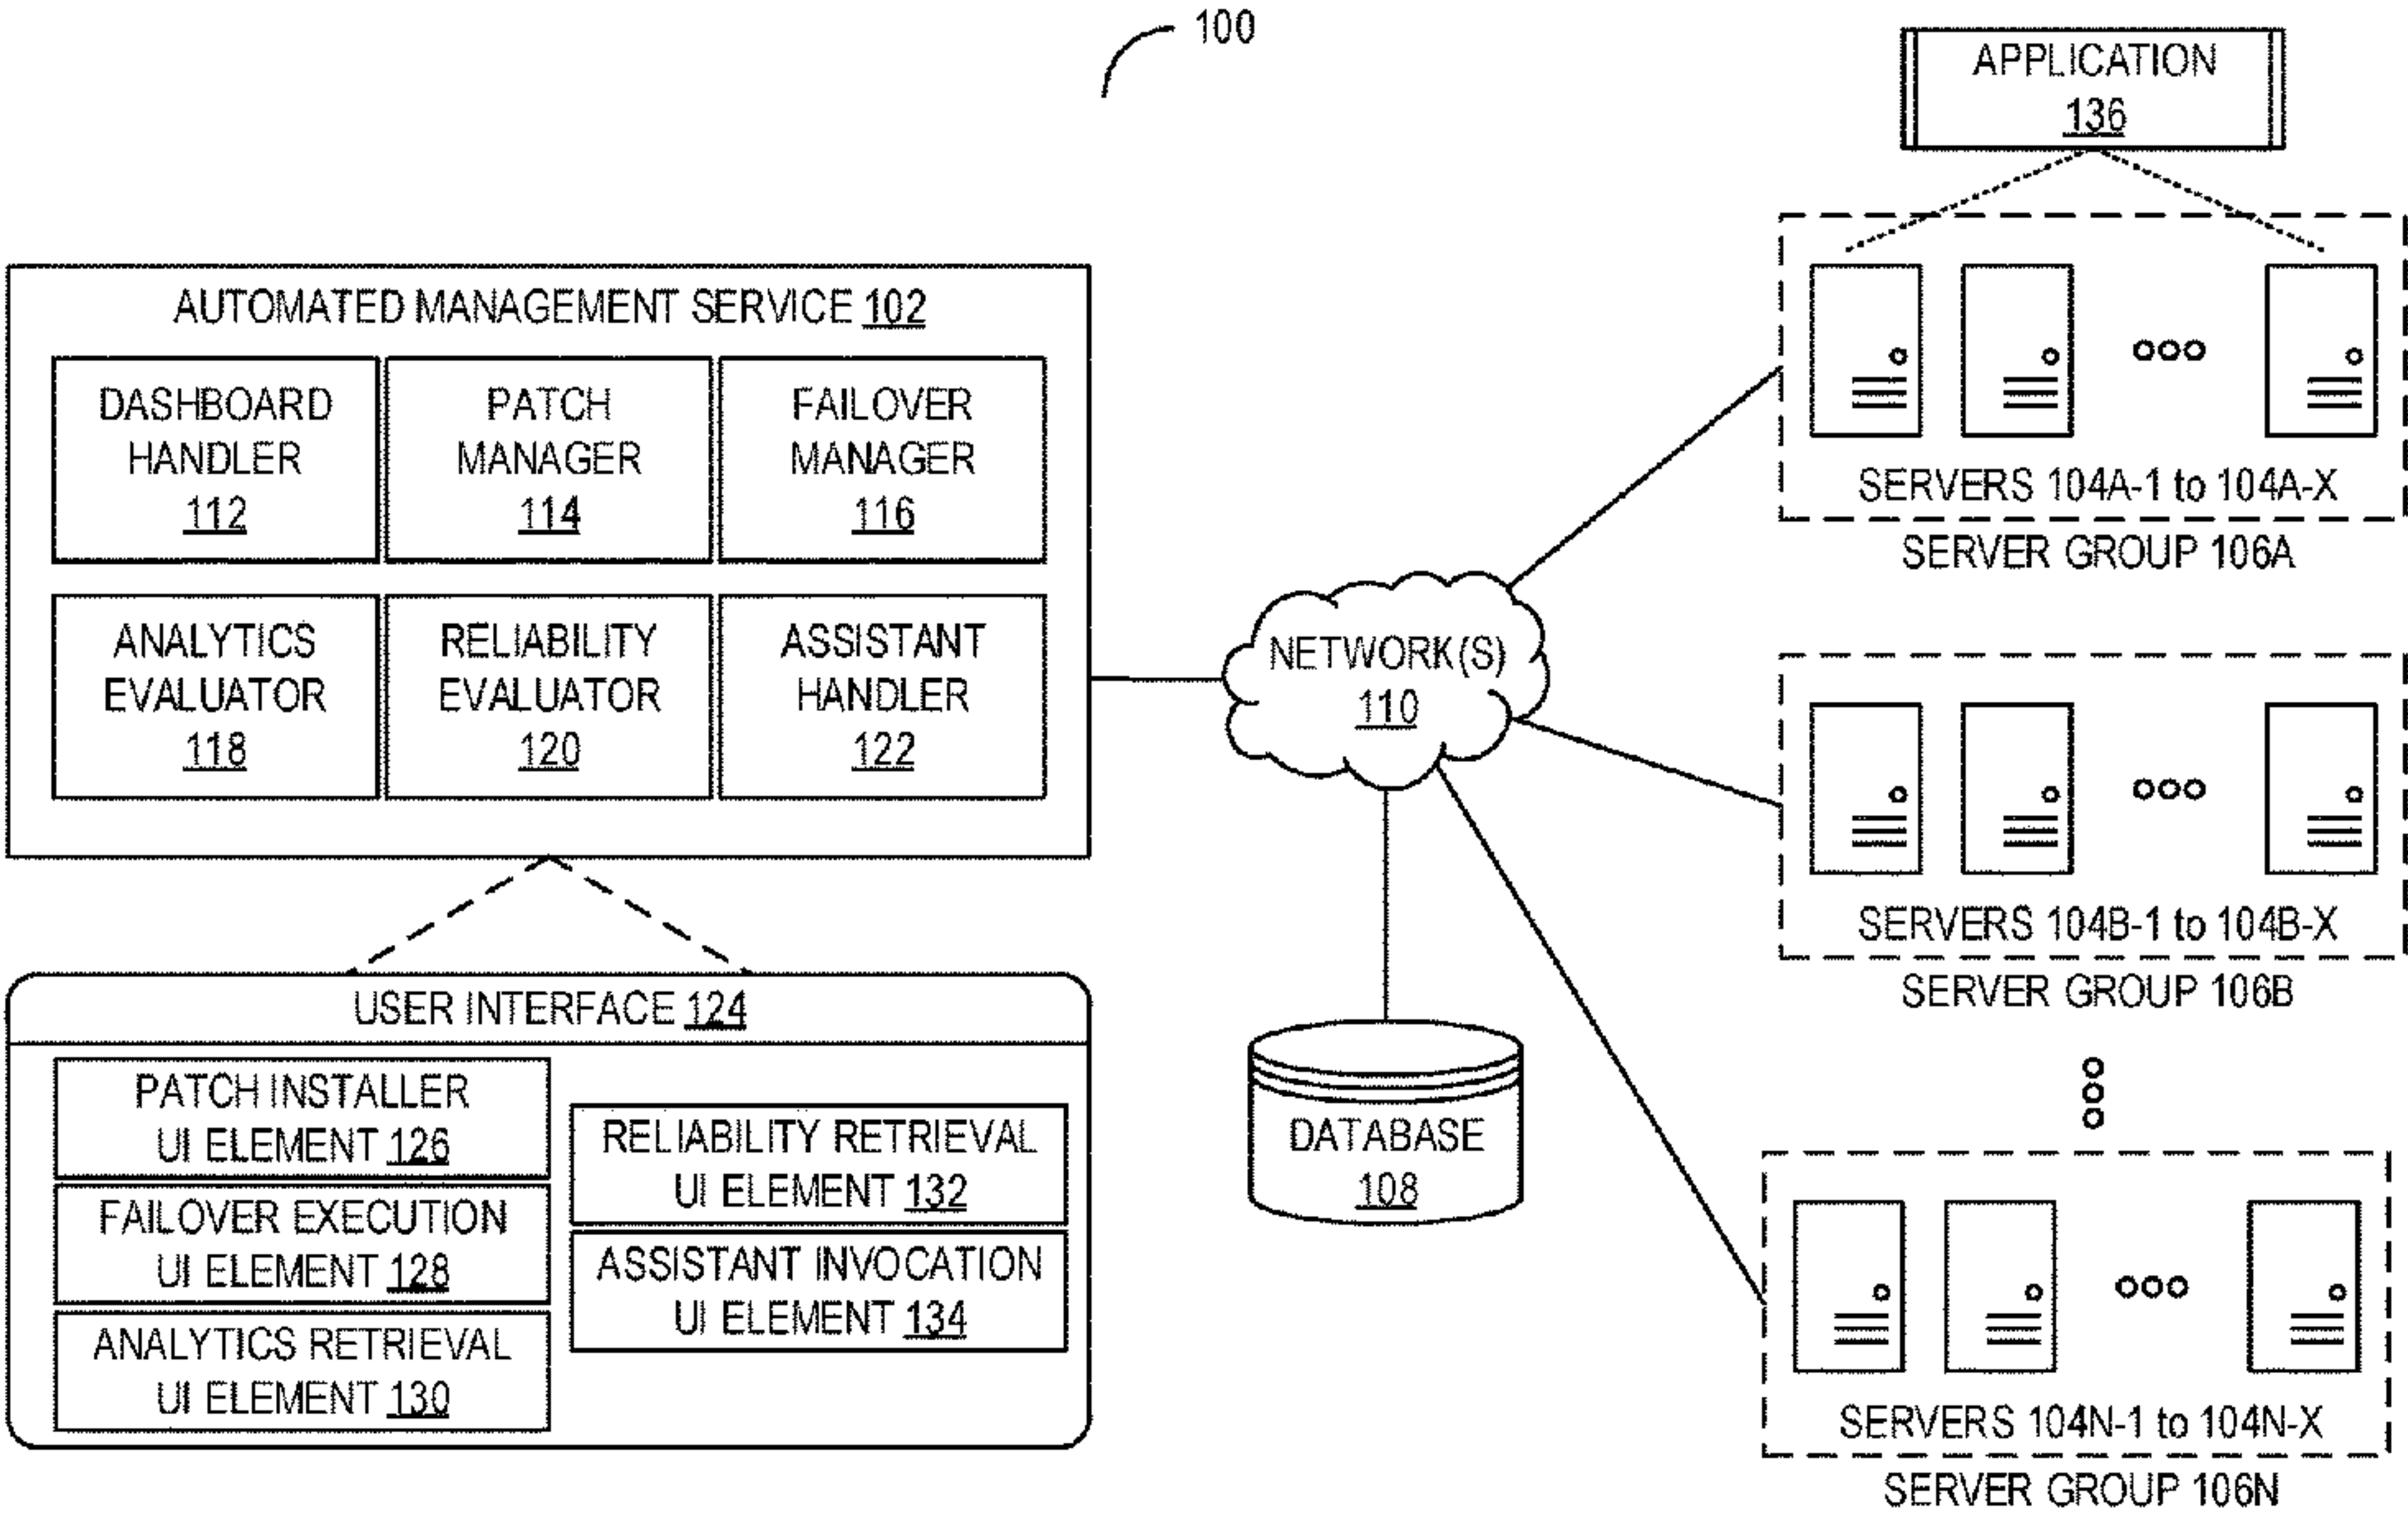 100
APPLICATION
136
AUTOMATED MANAGEMENT SERVICE 102
DASHBOARD
HANDLER
112
PATCH
MANAGER
114
FAILOVER
MANAGER
116
ANALYTICS
EVALUATOR
118
RELIABILITY
EVALUATOR
120
ASSISTANT
HANDLER
122
USER INTERFACE 124
PATCH INSTALLER
UI ELEMENT 126
FAILOVER EXECUTION
UI ELEMENT 128
ANALYTICS RETRIEVAL
UI ELEMENT 130
RELIABILITY RETRIEVAL
UI ELEMENT 132
ASSISTANT INVOCATION
UI ELEMENT 134
NETWORK(S)
110
DATABASE
108
SERVERS 104A-1 to 104A-X
SERVER GROUP 106A
SERVERS 104B-1 to 104B-X
SERVER GROUP 106B
SERVERS 104N-1 to 104N-X
SERVER GROUP 106N